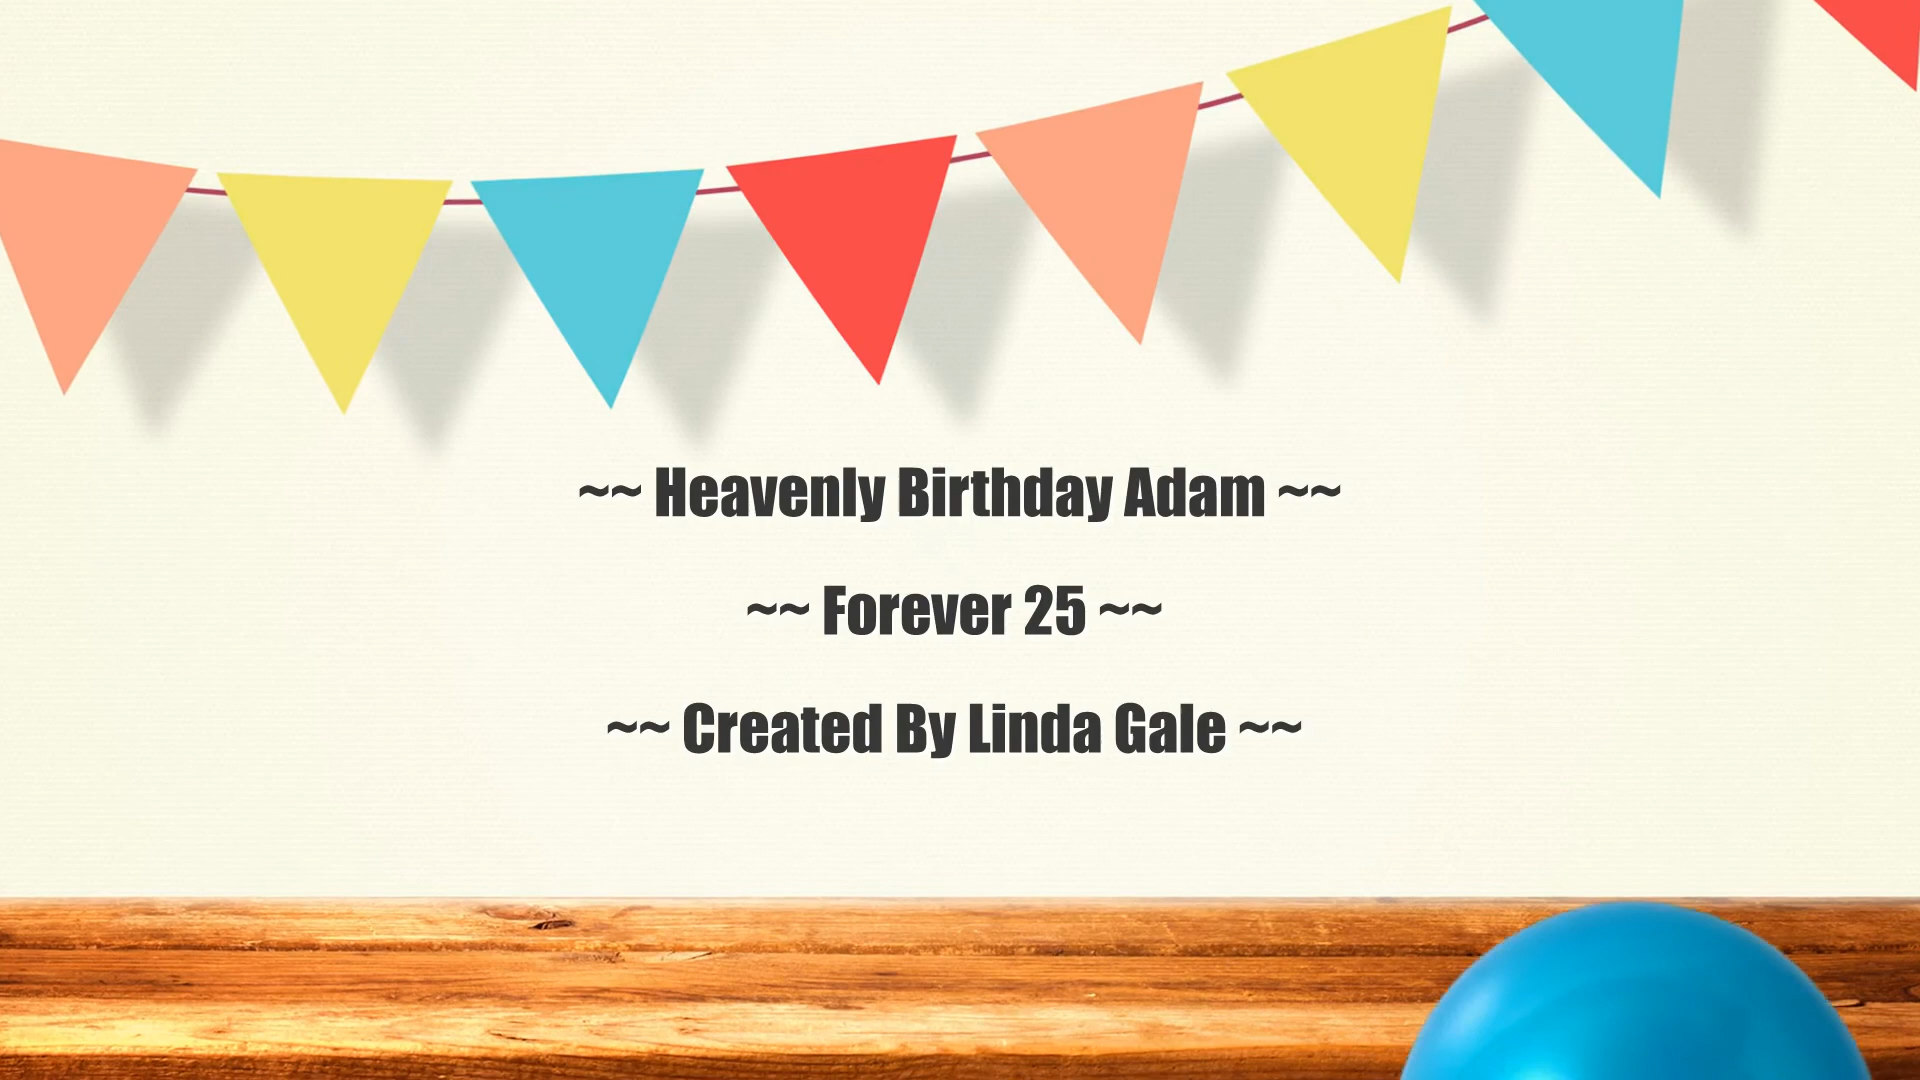 ~~ Heavenly Birthday Adam ~~
~~ Forever 25 ~~
~~ Created By Linda Gale ~~